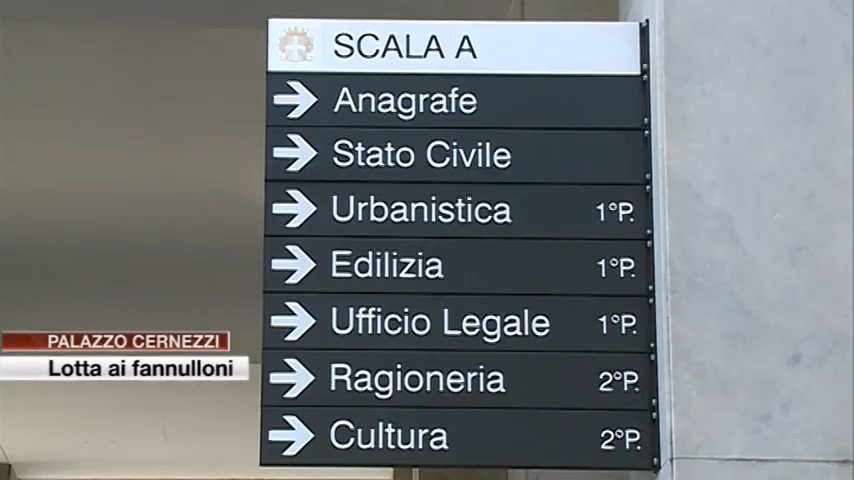 SCALA A
Anagrafe
Stato Civile
Urbanistica 1°P.
Edilizia 1°P.
Ufficio Legale 1°P.
Ragioneria 2°P.
Cultura 2°P.
PALAZZO CERNEZZI
Lotta ai fannulloni